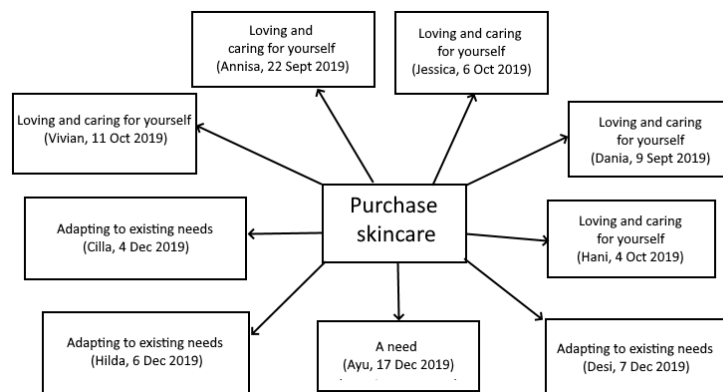 Loving and
caring for yourself
(Annisa, 22 Sept 2019)
Loving and caring
for yourself
(Jessica, 6 Oct 2019)
Loving and caring for yourself
(Vivian, 11 Oct 2019)
Loving and caring
for yourself
(Dania, 9 Sept 2019)
Purchase
skincare
Adapting to existing needs
(Cilla, 4 Dec 2019)
Loving and caring
for yourself
(Hani, 4 Oct 2019)
Adapting to existing needs
(Hilda, 6 Dec 2019)
A need
(Ayu, 17 Dec 2019)
Adapting to existing needs
(Desi, 7 Dec 2019)